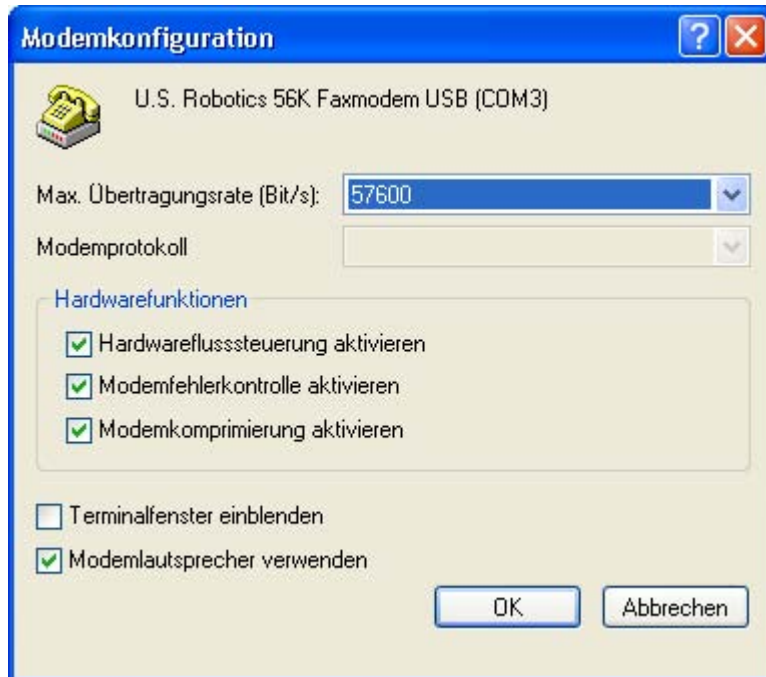 Modemkonfiguration
U.S. Robotics 56K Faxmodem USB (COM3)
Max. Übertragungsrate (Bit/s): 57600
Modemprotokoll
Hardwarefunktionen
Hardwareflusssteuerung aktivieren
Modemfehlerkontrolle aktivieren
Modemkomprimierung aktivieren
Terminalfenster einblenden
Modemlautsprecher verwenden
OK Abbrechen